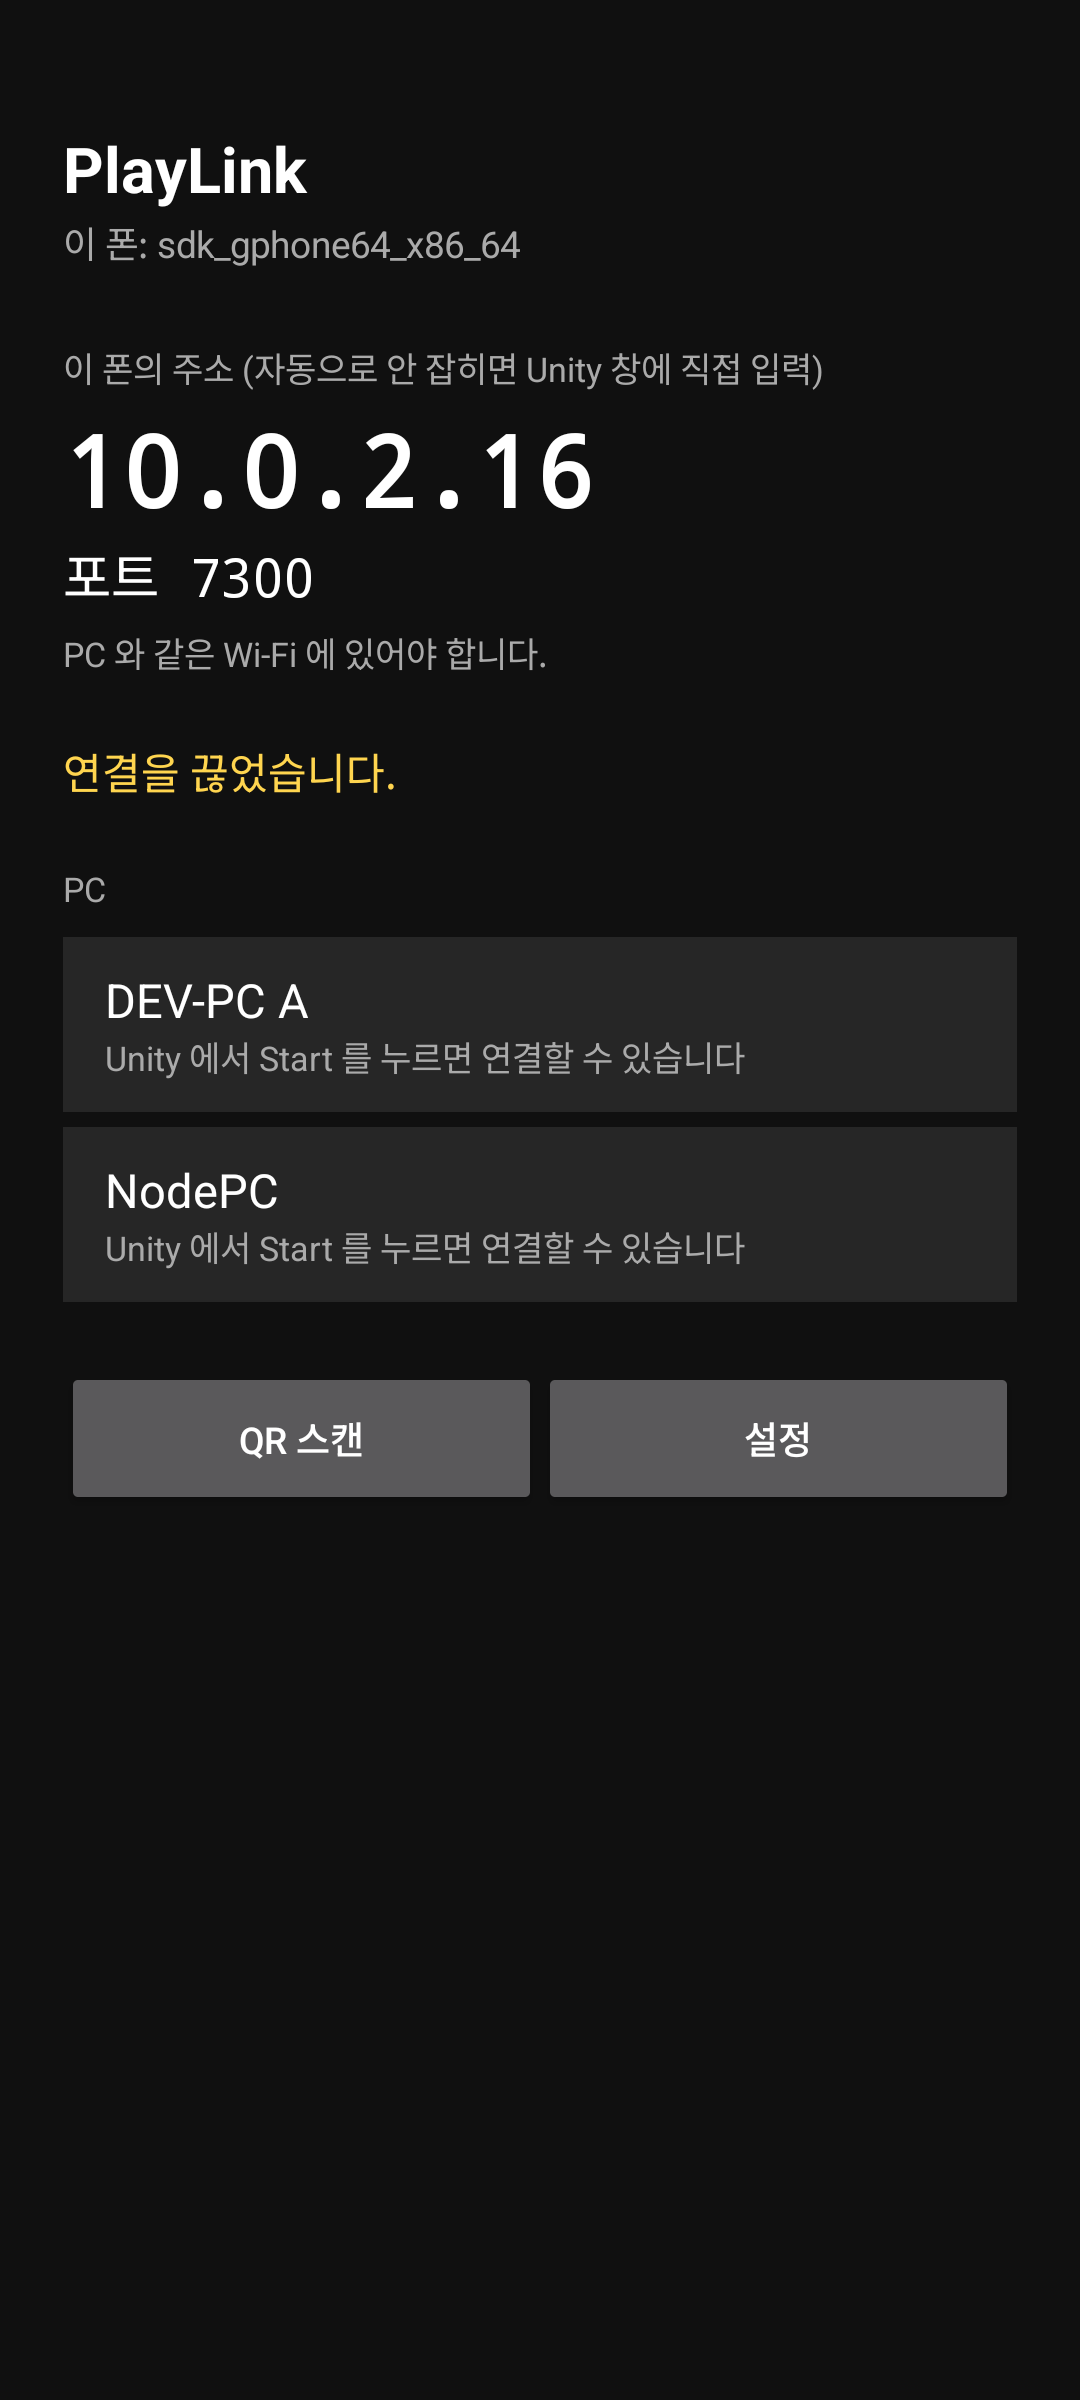 PlayLink
이 폰: sdk_gphone64_x86_64
이 폰의 주소 (자동으로 안 잡히면 Unity 창에 직접 입력)
10.0.2.16
포트 7300
PC 와 같은 Wi-Fi 에 있어야 합니다.
연결을 끊었습니다.
PC
DEV-PC A
Unity 에서 Start 를 누르면 연결할 수 있습니다
NodePC
Unity 에서 Start 를 누르면 연결할 수 있습니다
QR 스캔
설정